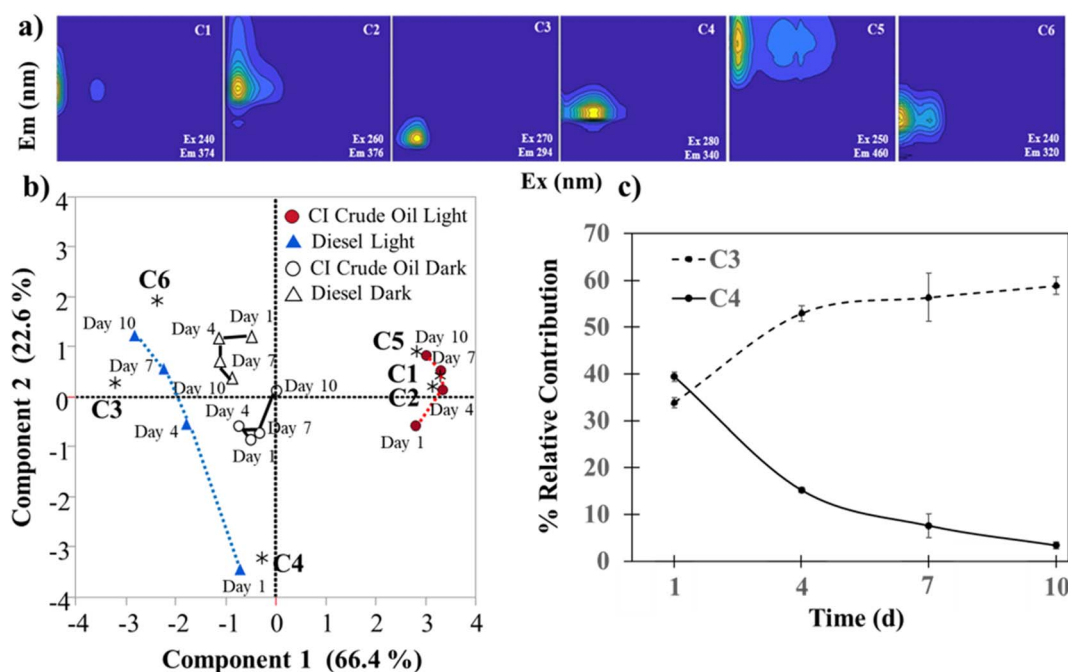 a)
C1
C2
C3
C4
C5
C6
Em (nm)
Ex 240
Em 374
Ex 260
Em 376
Ex 270
Em 294
Ex 280
Em 340
Ex 250
Em 460
Ex 240
Em 320
Ex (nm)
b)
4
3
2
1
0
-1
-2
-3
-4
Component 2 (22.6 %)
CI Crude Oil Light
Diesel Light
CI Crude Oil Dark
Diesel Dark
C6
Day 10
Day 4
Day 1
Day 7
Day 7
Day 10
C3
Day 4
Day 4
Day 1
Day 7
Day 10
Day 1
C4
C5
Day 10
C1
Day 7
C2
Day 4
Day 1
-4
-3
-2
-1
0
1
2
3
4
Component 1 (66.4 %)
c)
% Relative Contribution
70
60
50
40
30
20
10
0
C3
C4
1
4
7
10
Time (d)